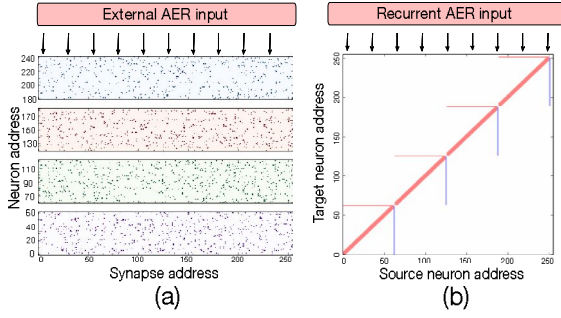 External AER input
Recurrent AER input
Neuron address
240
220
200
180
170
150
130
110
90
70
60
40
20
0
0 50 100 150 200 250
Synapse address
(a)
Target neuron address
250
200
150
100
50
0
0 50 100 150 200 250
Source neuron address
(b)